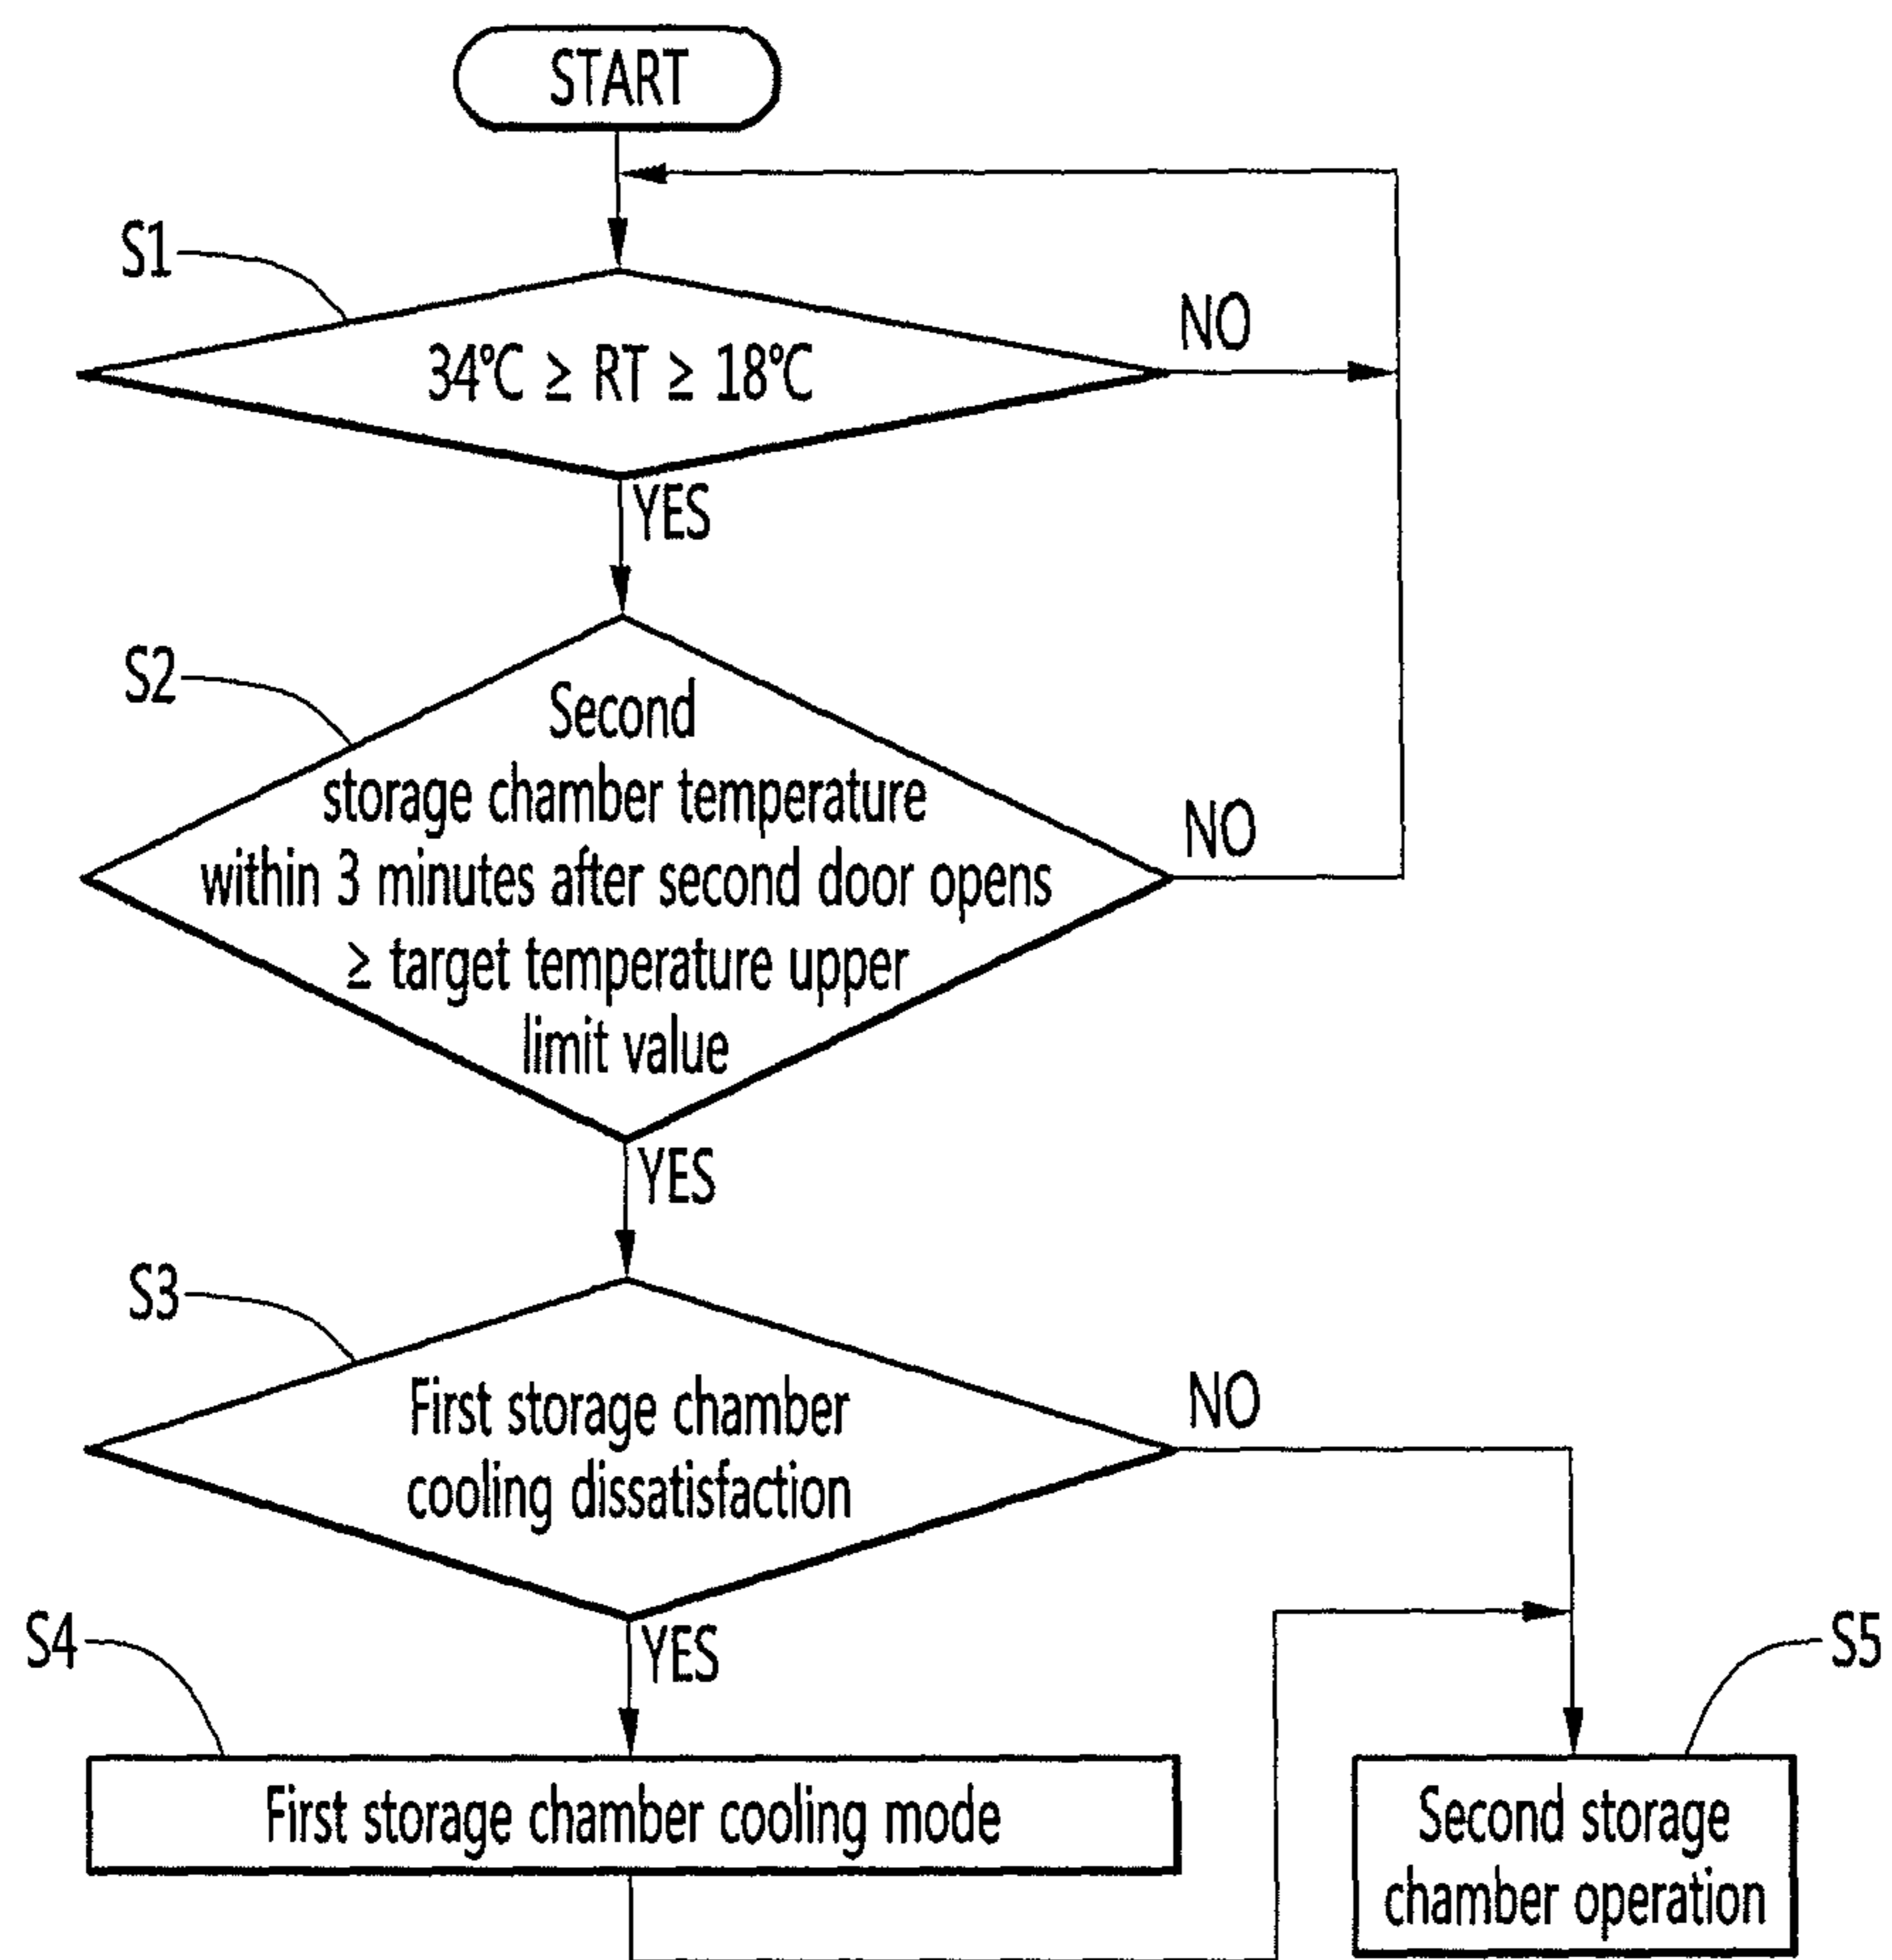 START
S1
34℃ ≥ RT ≥ 18℃
NO
YES
S2
Second
storage chamber temperature
within 3 minutes after second door opens
≥ target temperature upper
limit value
NO
YES
S3
First storage chamber
cooling dissatisfaction
NO
YES
S4
First storage chamber cooling mode
S5
Second storage
chamber operation